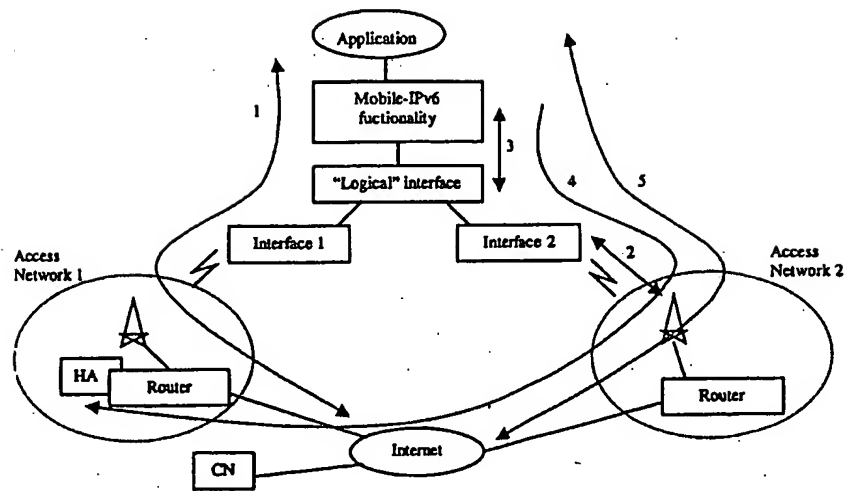 Application
1
Mobile-IPv6
fuctionality
3
"Logical" interface
4
5
Interface 1
Interface 2
2
Access
Network 1
Access
Network 2
HA
Router
Router
Internet
CN